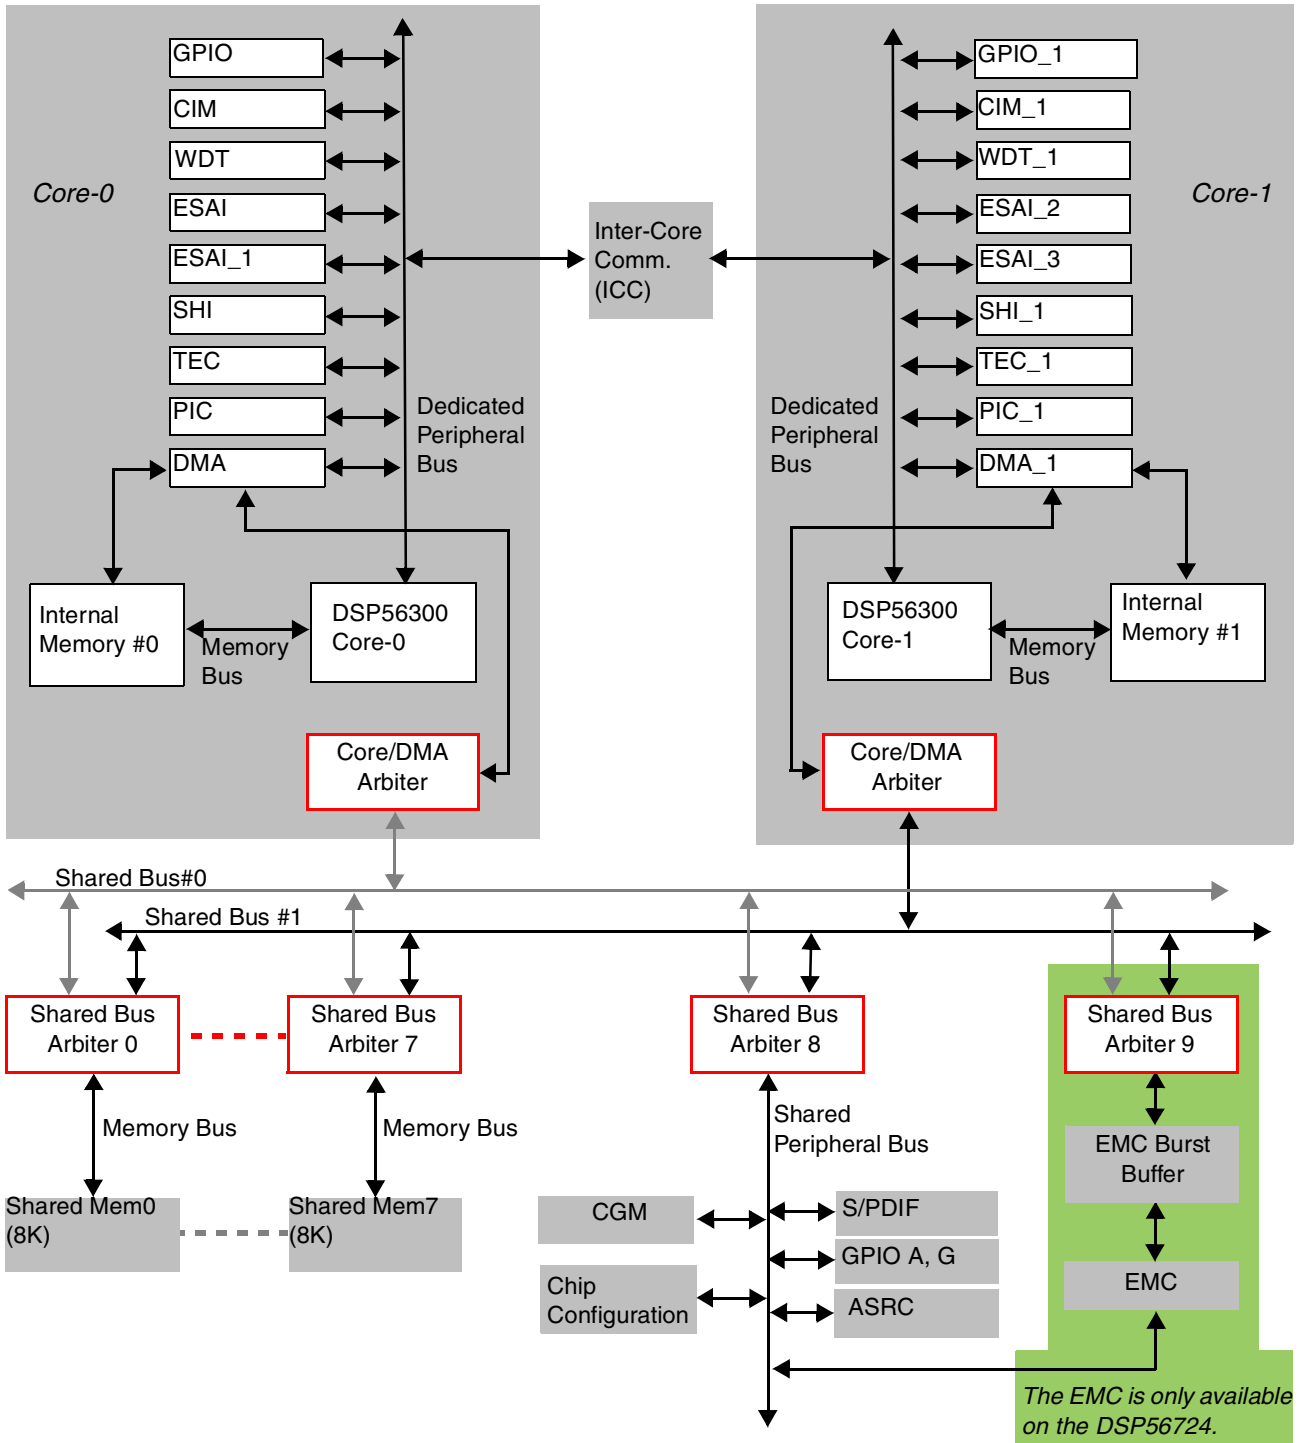 GPIO
CIM
WDT
ESAI
ESAI_1
SHI
TEC
PIC
DMA
Core-0
Dedicated
Peripheral
Bus
Internal
Memory #0
Memory
Bus
DSP56300
Core-0
Core/DMA
Arbiter
Inter-Core
Comm.
(ICC)
GPIO_1
CIM_1
WDT_1
ESAI_2
ESAI_3
SHI_1
TEC_1
PIC_1
DMA_1
Core-1
Dedicated
Peripheral
Bus
DSP56300
Core-1
Memory
Bus
Internal
Memory #1
Core/DMA
Arbiter
Shared Bus#0
Shared Bus #1
Shared Bus
Arbiter 0
Shared Bus
Arbiter 7
Shared Bus
Arbiter 8
Shared Bus
Arbiter 9
Memory Bus
Memory Bus
Shared
Peripheral Bus
EMC Burst
Buffer
Shared Mem0
(8K)
Shared Mem7
(8K)
CGM
S/PDIF
GPIO A, G
Chip
Configuration
ASRC
EMC
The EMC is only available
on the DSP56724.